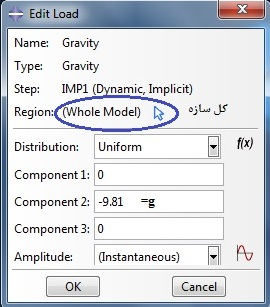 Edit Load
Name: Gravity
Type: Gravity
Step: IMP1 (Dynamic, Implicit)
Region: (Whole Model) کل سازه
Distribution: Uniform f(x)
Component 1: 0
Component 2: -9.81 =g
Component 3: 0
Amplitude: (Instantaneous)
OK Cancel